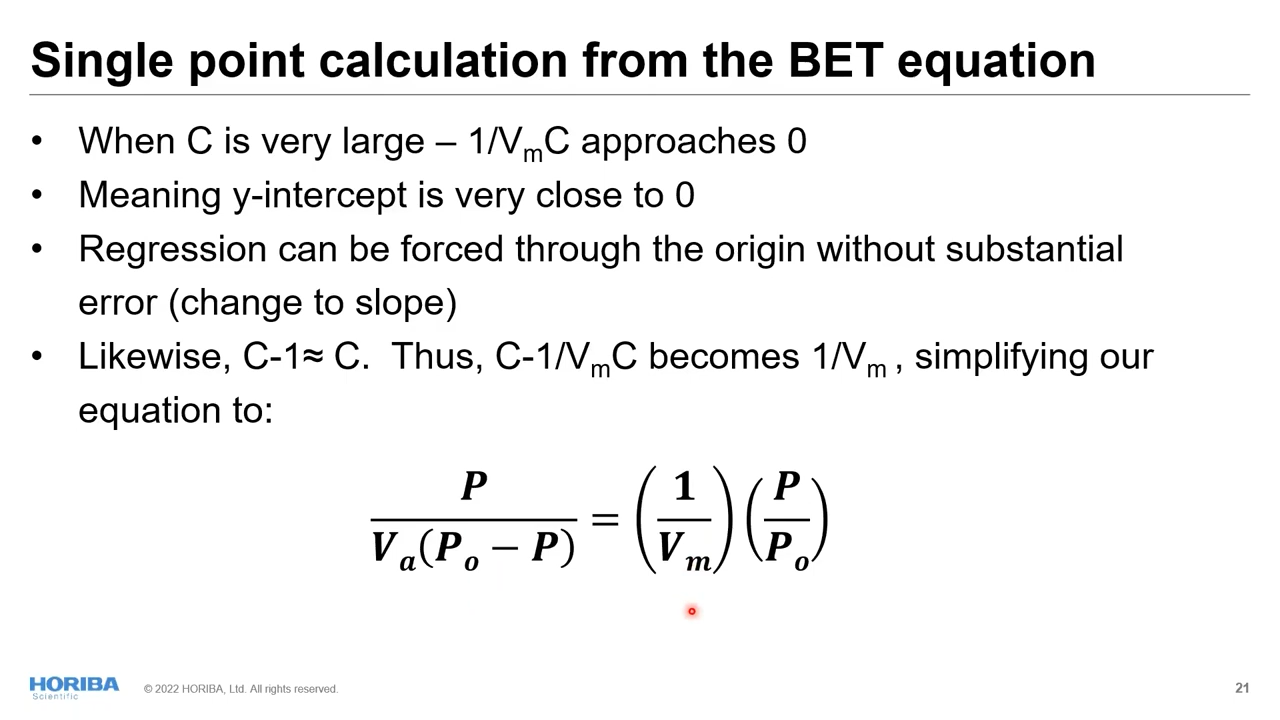 Single point calculation from the BET equation
• When C is very large – 1/VₘC approaches 0
• Meaning y-intercept is very close to 0
• Regression can be forced through the origin without substantial
error (change to slope)
• Likewise, C-1≈ C. Thus, C-1/VₘC becomes 1/Vₘ , simplifying our
equation to:
P / Vₐ(Pₒ − P) = (1 / Vₘ) (P / Pₒ)
HORIBA
Scientific
© 2022 HORIBA, Ltd. All rights reserved.
21